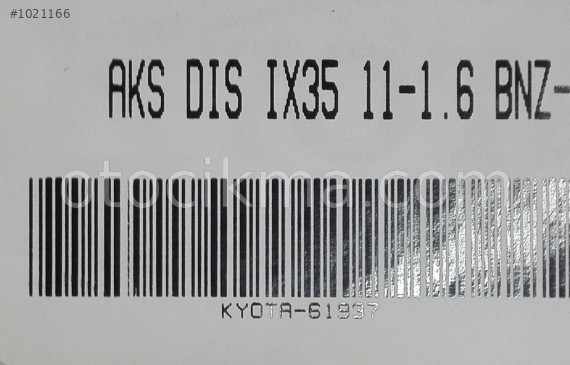 #1021166
AKS DIS IX35 11-1.6 BNZ-
otocikma.com
KYOTA-61937